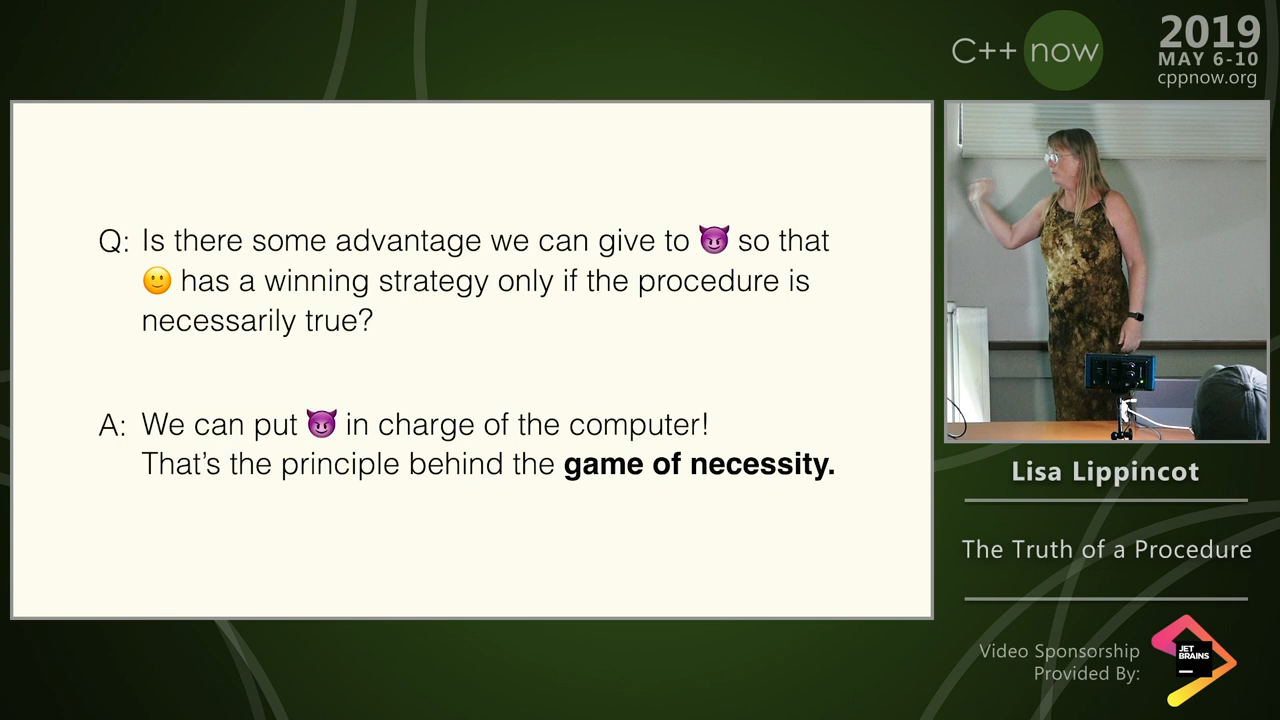 C++ now
2019
MAY 6-10
cppnow.org
Q: Is there some advantage we can give to 😈 so that
🙂 has a winning strategy only if the procedure is
necessarily true?
A: We can put 😈 in charge of the computer!
That's the principle behind the game of necessity.
Lisa Lippincot
The Truth of a Procedure
Video Sponsorship
Provided By:
JET
BRAINS